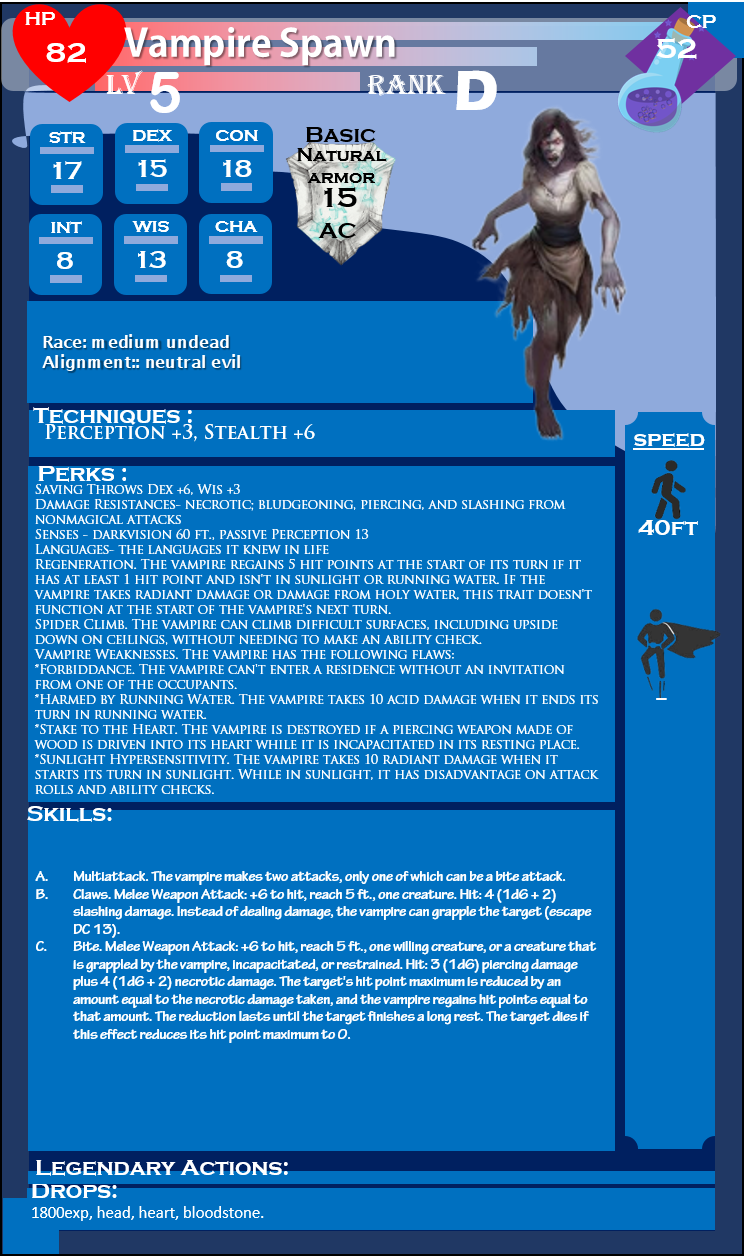 HP
82
Vampire Spawn
CP
52
LV 5
RANK D
STR
17
DEX
15
CON
18
INT
8
WIS
13
CHA
8
Basic
Natural
armor
15
AC
Race: medium undead
Alignment:: neutral evil
Techniques :
Perception +3, Stealth +6
SPEED
40FT
Perks :
Saving Throws Dex +6, Wis +3
Damage Resistances- necrotic; bludgeoning, piercing, and slashing from
nonmagical attacks
Senses - darkvision 60 ft., passive Perception 13
Languages- the languages it knew in life
Regeneration. The vampire regains 5 hit points at the start of its turn if it
has at least 1 hit point and isn't in sunlight or running water. If the
vampire takes radiant damage or damage from holy water, this trait doesn't
function at the start of the vampire's next turn.
Spider Climb. The vampire can climb difficult surfaces, including upside
down on ceilings, without needing to make an ability check.
Vampire Weaknesses. The vampire has the following flaws:
*Forbiddance. The vampire can't enter a residence without an invitation
from one of the occupants.
*Harmed by Running Water. The vampire takes 10 acid damage when it ends its
turn in running water.
*Stake to the Heart. The vampire is destroyed if a piercing weapon made of
wood is driven into its heart while it is incapacitated in its resting place.
*Sunlight Hypersensitivity. The vampire takes 10 radiant damage when it
starts its turn in sunlight. While in sunlight, it has disadvantage on attack
rolls and ability checks.
Skills:
A. Multiattack. The vampire makes two attacks, only one of which can be a bite attack.
B. Claws. Melee Weapon Attack: +6 to hit, reach 5 ft., one creature. Hit: 4 (1d6 + 2)
slashing damage. Instead of dealing damage, the vampire can grapple the target (escape
DC 13).
C. Bite. Melee Weapon Attack: +6 to hit, reach 5 ft., one willing creature, or a creature that
is grappled by the vampire, incapacitated, or restrained. Hit: 3 (1d6) piercing damage
plus 4 (1d6 + 2) necrotic damage. The target's hit point maximum is reduced by an
amount equal to the necrotic damage taken, and the vampire regains hit points equal to
that amount. The reduction lasts until the target finishes a long rest. The target dies if
this effect reduces its hit point maximum to 0.
Legendary Actions:
Drops:
1800exp, head, heart, bloodstone.